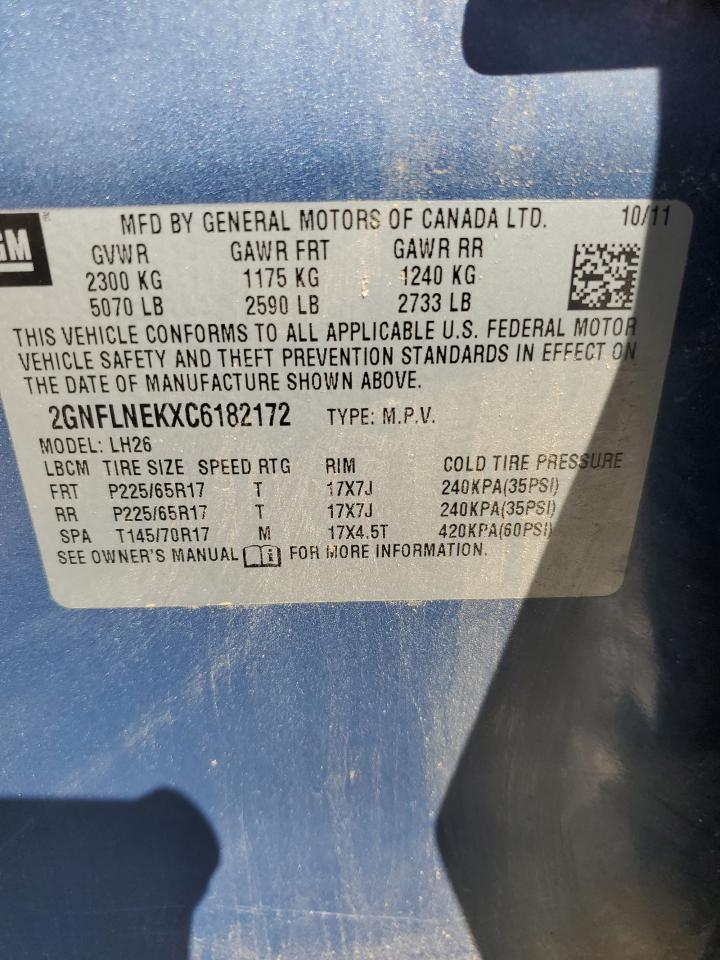 GM
MFD BY GENERAL MOTORS OF CANADA LTD. 10/11
GVWR GAWR FRT GAWR RR
2300 KG 1175 KG 1240 KG
5070 LB 2590 LB 2733 LB
THIS VEHICLE CONFORMS TO ALL APPLICABLE U.S. FEDERAL MOTOR
VEHICLE SAFETY AND THEFT PREVENTION STANDARDS IN EFFECT ON
THE DATE OF MANUFACTURE SHOWN ABOVE.
2GNFLNEKXC6182172 TYPE: M.P.V.
MODEL: LH26
LBCM TIRE SIZE SPEED RTG RIM COLD TIRE PRESSURE
FRT P225/65R17 T 17X7J 240KPA(35PSI)
RR P225/65R17 T 17X7J 240KPA(35PSI)
SPA T145/70R17 M 17X4.5T 420KPA(60PSI)
SEE OWNER'S MANUAL FOR MORE INFORMATION.